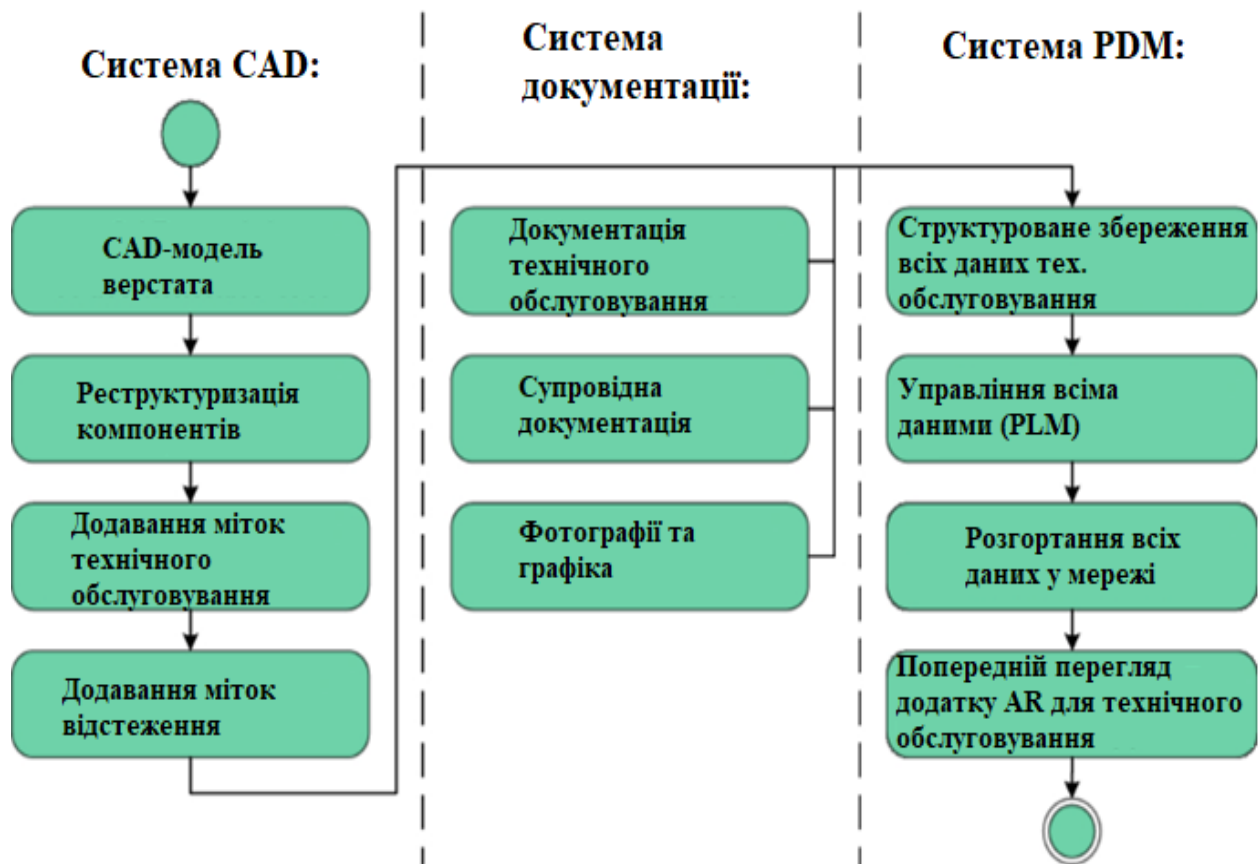 Система CAD:
CAD-модель
верстата
Реструктуризація
компонентів
Додавання міток
технічного
обслуговування
Додавання міток
відстеження
Система
документації:
Документація
технічного
обслуговування
Супровідна
документація
Фотографії та
графіка
Система PDM:
Структуроване збереження
всіх даних тех.
обслуговування
Управління всіма
даними (PLM)
Розгортання всіх
даних у мережі
Попередній перегляд
додатку AR для технічного
обслуговування